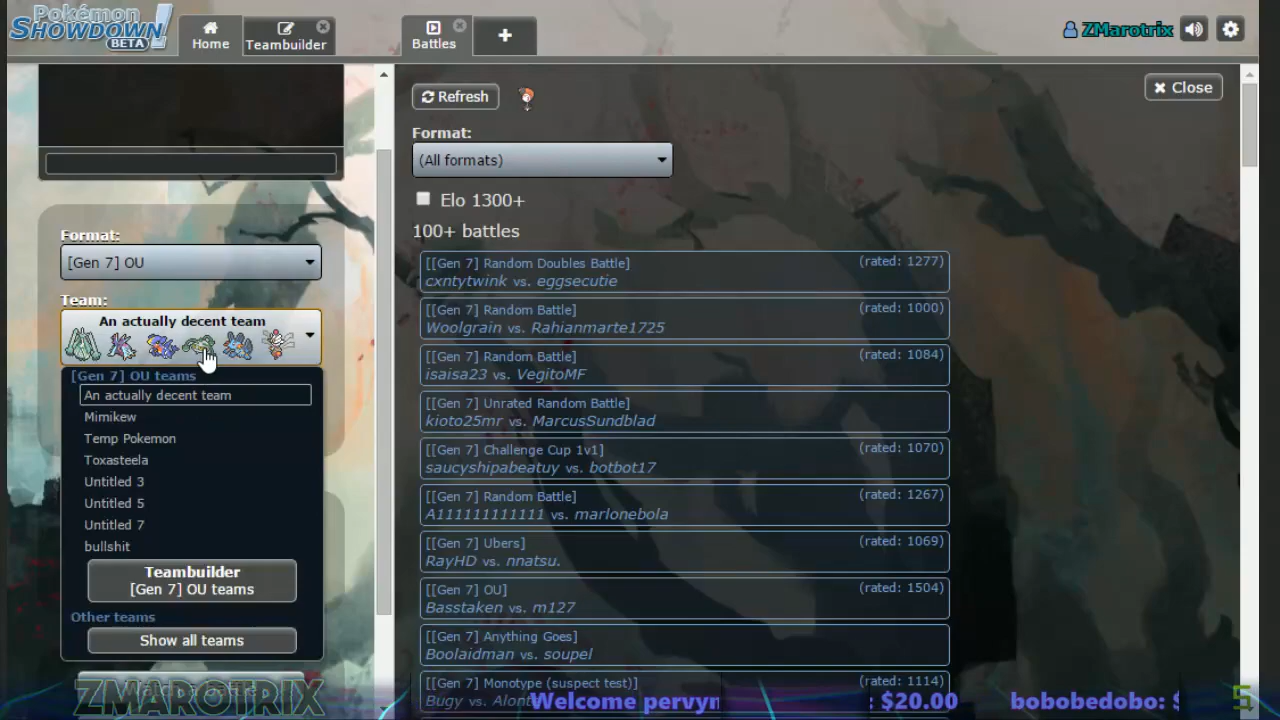 Pokémon
SHOWDOWN!
BETA
Home
Teambuilder
Battles
+
ZMarotrix
Refresh
Close
Format:
(All formats)
Elo 1300+
100+ battles
[[Gen 7] Random Doubles Battle]
(rated: 1277)
cxntytwink vs. eggsecutie
[[Gen 7] Random Battle]
(rated: 1000)
Woolgrain vs. Rahianmarte1725
[[Gen 7] Random Battle]
(rated: 1084)
isaisa23 vs. VegitoMF
[[Gen 7] Unrated Random Battle]
kioto25mr vs. MarcusSundblad
[[Gen 7] Challenge Cup 1v1]
(rated: 1070)
saucyshipabeatuy vs. botbot17
[[Gen 7] Random Battle]
(rated: 1267)
A111111111111 vs. marlonebola
[[Gen 7] Ubers]
(rated: 1069)
RayHD vs. nnatsu.
[[Gen 7] OU]
(rated: 1504)
Basstaken vs. m127
[[Gen 7] Anything Goes]
Boolaidman vs. soupel
[[Gen 7] Monotype (suspect test)]
(rated: 1114)
Bugy vs.
Format:
[Gen 7] OU
Team:
An actually decent team
[Gen 7] OU teams
An actually decent team
Mimikew
Temp Pokemon
Toxasteela
Untitled 3
Untitled 5
Untitled 7
bullshit
Teambuilder
[Gen 7] OU teams
Other teams
Show all teams
ZMAROTRIX
Welcome pervyn
: $20.00
bobobedobo: $